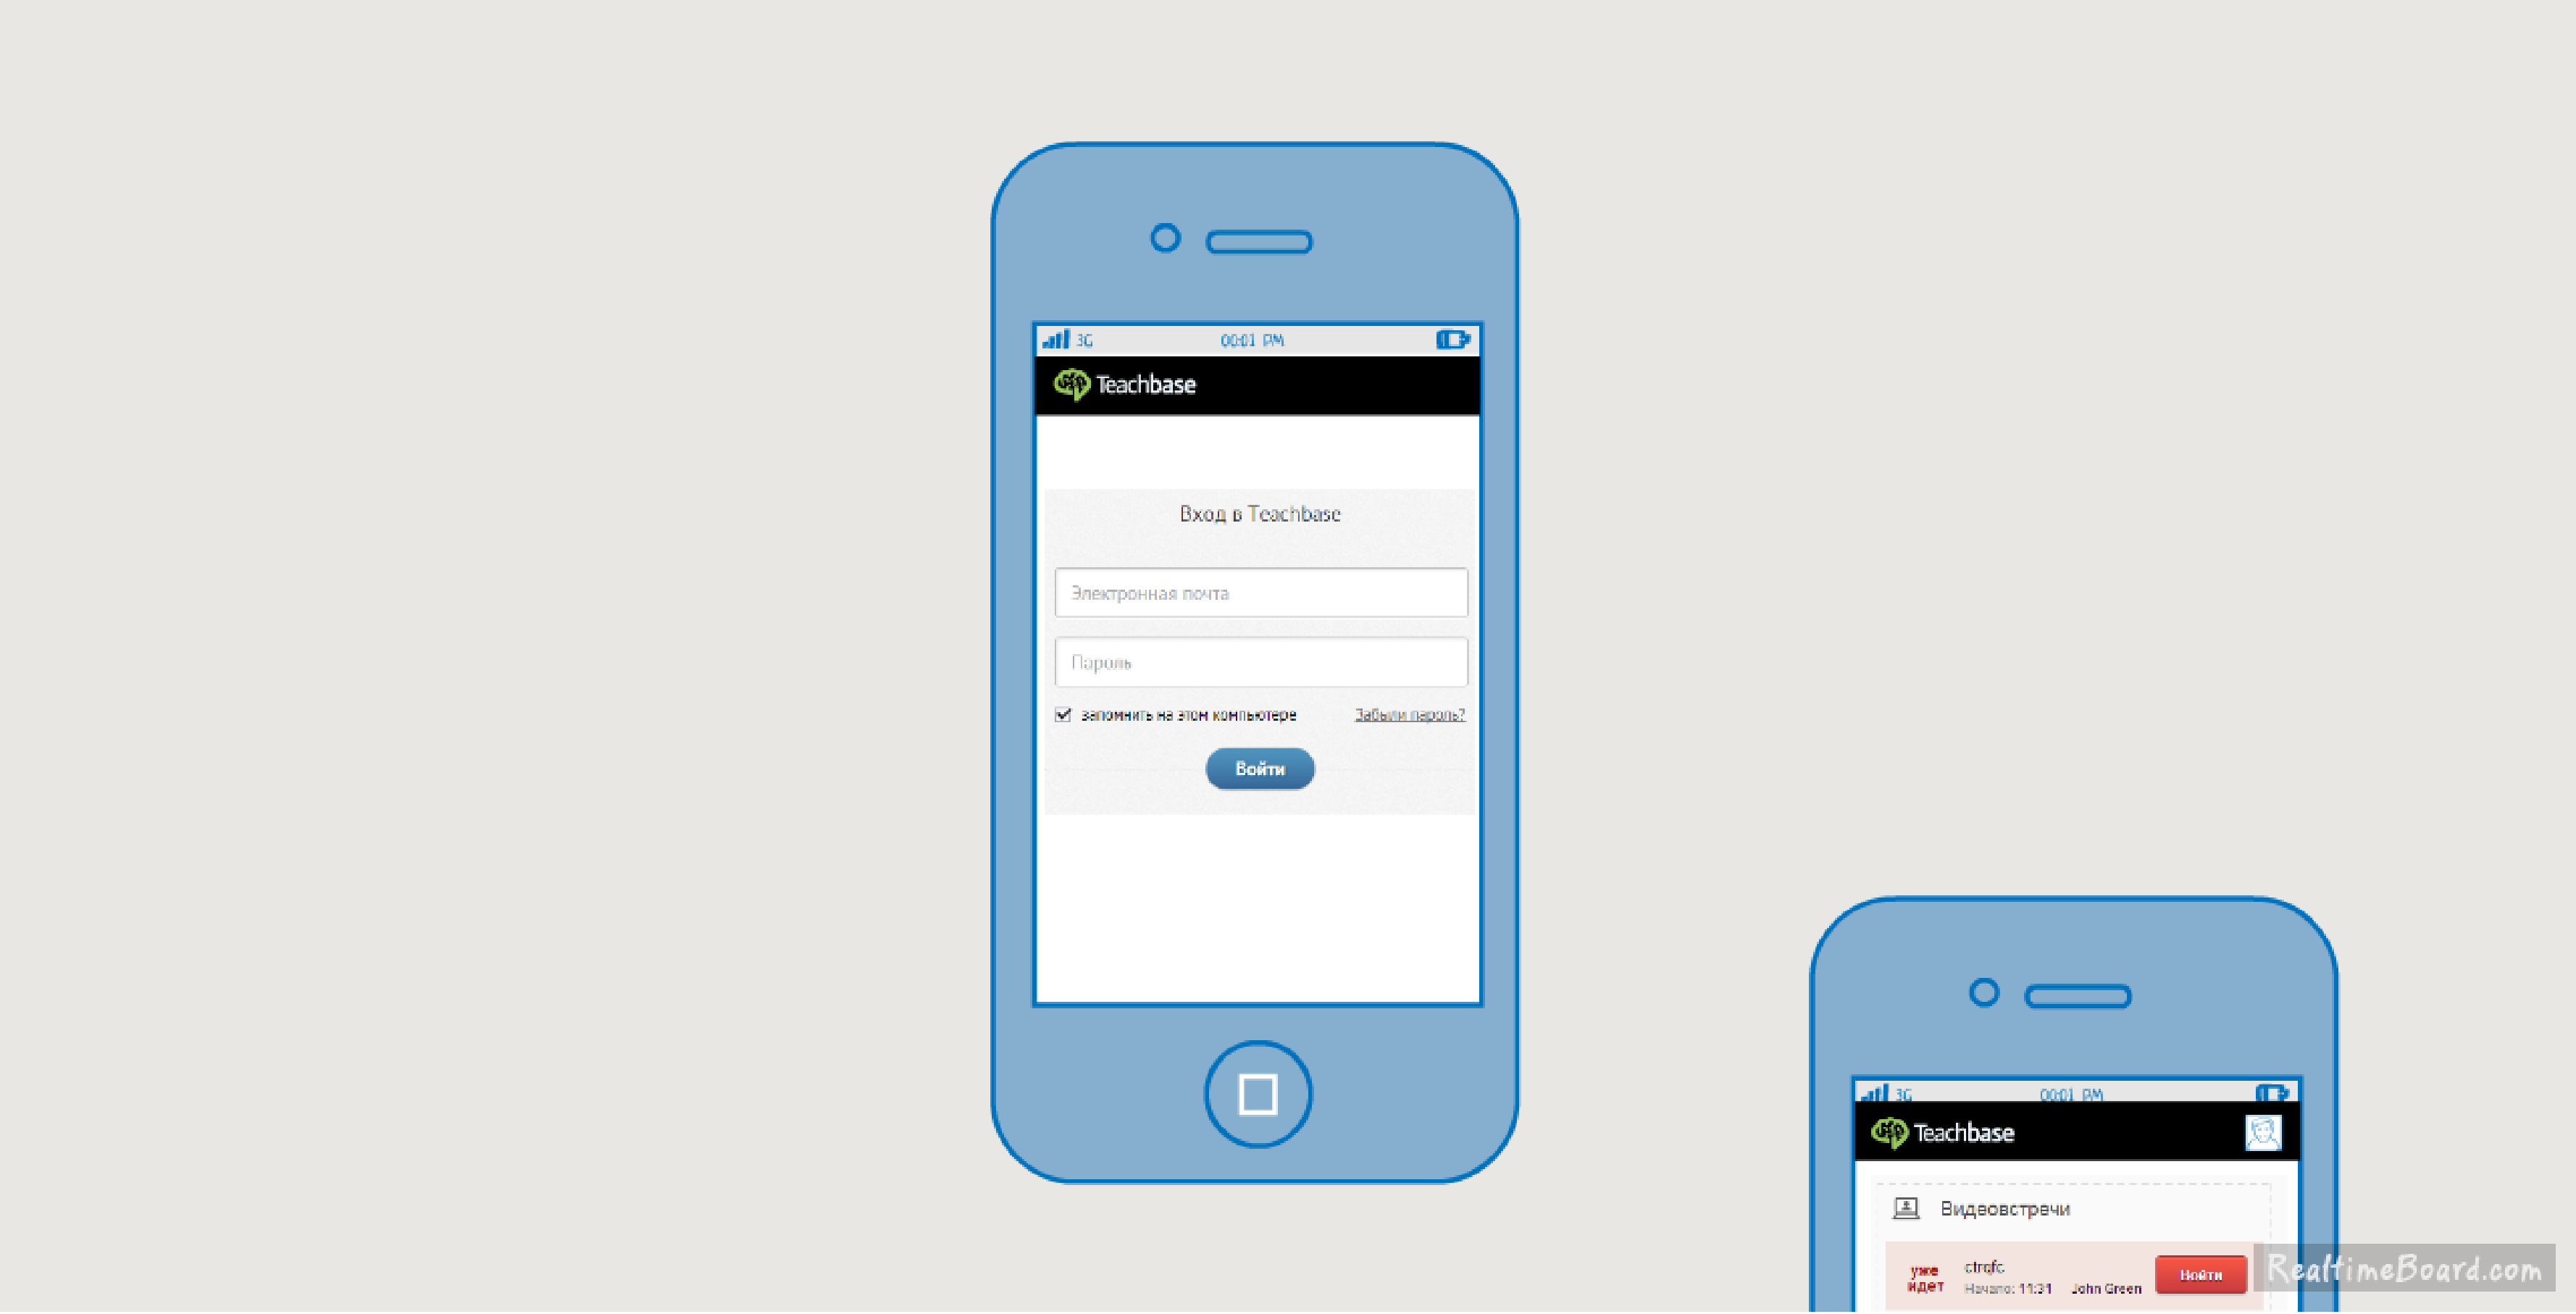 3G 00:01 PM
Teachbase
Вход в Teachbase
Электронная почта
Пароль
запомнить на этом компьютере Забыли пароль?
Войти
3G 00:01 PM
Teachbase
Видеовстречи
уже идет
ctrqfc
Начало: 11:31 John Green
Войти
RealtimeBoard.com